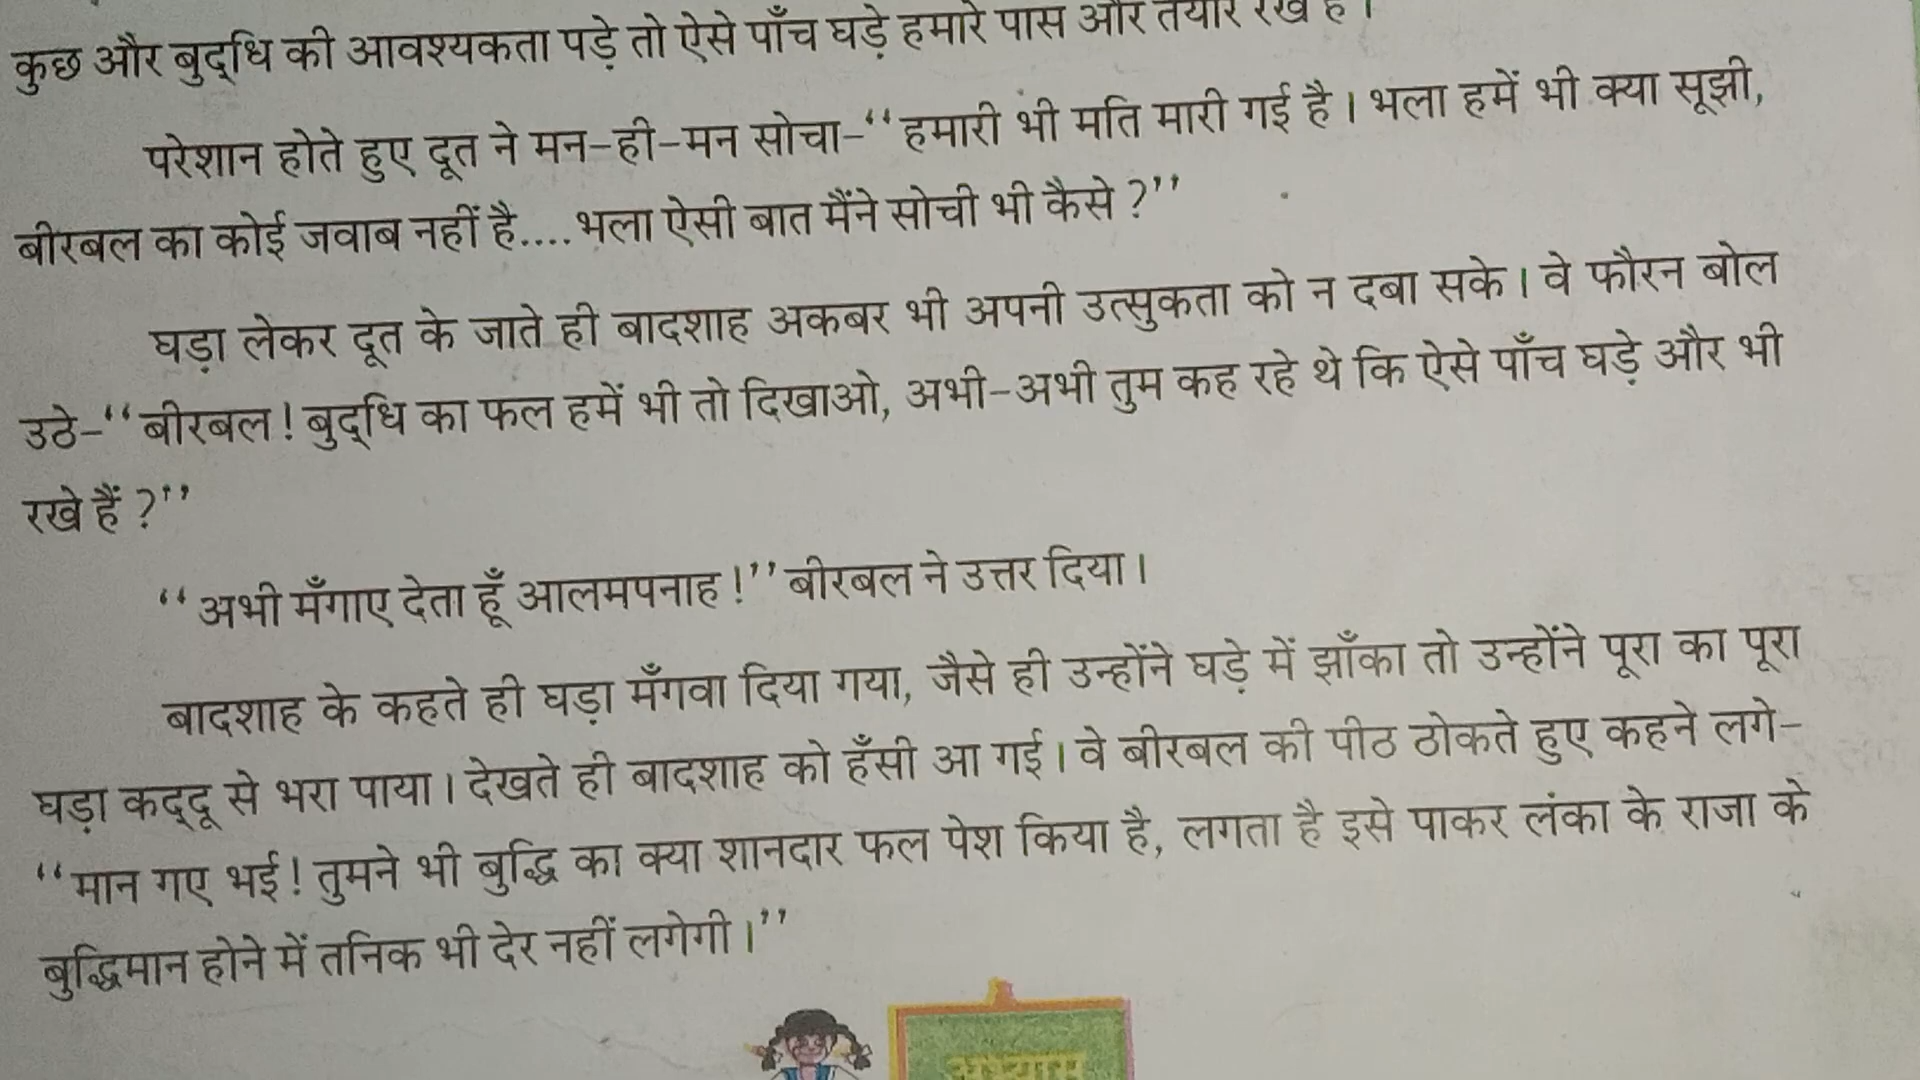 कुछ और बुद्‌धि की आवश्यकता पड़े तो ऐसे पाँच घड़े हमारे पास और तैयार रखे हैं।
परेशान होते हुए दूत ने मन-ही-मन सोचा-‘‘हमारी भी मति मारी गई है। भला हमें भी क्या सूझी,
बीरबल का कोई जवाब नहीं है.... भला ऐसी बात मैंने सोची भी कैसे?’’
घड़ा लेकर दूत के जाते ही बादशाह अकबर भी अपनी उत्सुकता को न दबा सके। वे फौरन बोल
उठे-‘‘बीरबल! बुद्‌धि का फल हमें भी तो दिखाओ, अभी-अभी तुम कह रहे थे कि ऐसे पाँच घड़े और भी
रखे हैं?’’
‘‘अभी मँगाए देता हूँ आलमपनाह!’’ बीरबल ने उत्तर दिया।
बादशाह के कहते ही घड़ा मँगवा दिया गया, जैसे ही उन्होंने घड़े में झाँका तो उन्होंने पूरा का पूरा
घड़ा कद्‌दू से भरा पाया। देखते ही बादशाह को हँसी आ गई। वे बीरबल की पीठ ठोकते हुए कहने लगे-
‘‘मान गए भई! तुमने भी बुद्धि का क्या शानदार फल पेश किया है, लगता है इसे पाकर लंका के राजा के
बुद्धिमान होने में तनिक भी देर नहीं लगेगी।’’
अभ्यास